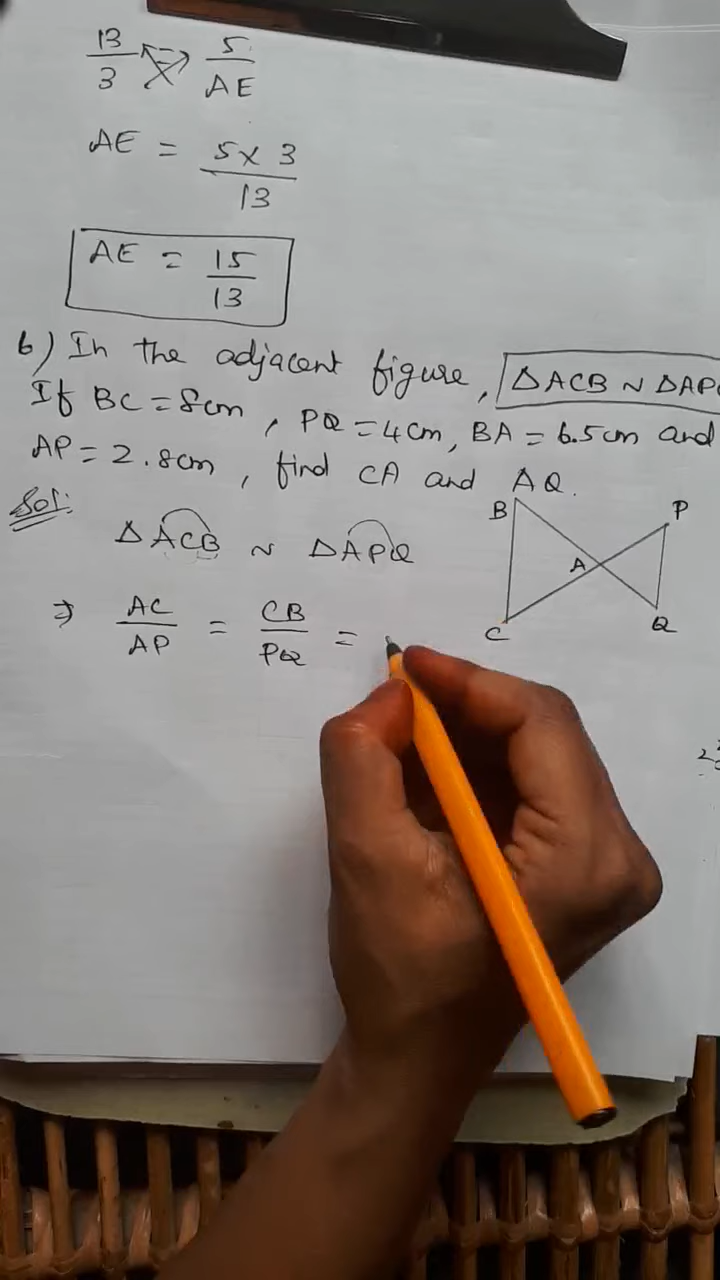 13/3 = 5/AE
AE = 5 x 3/13
AE = 15/13
6) In the adjacent figure, ΔACB ~ ΔAPQ
If BC = 8cm, PQ = 4cm, BA = 6.5cm and
AP = 2.8cm, find CA and AQ.
Sol:
ΔACB ~ ΔAPQ
B
P
A
C
Q
⇒ AC/AP = CB/PQ =